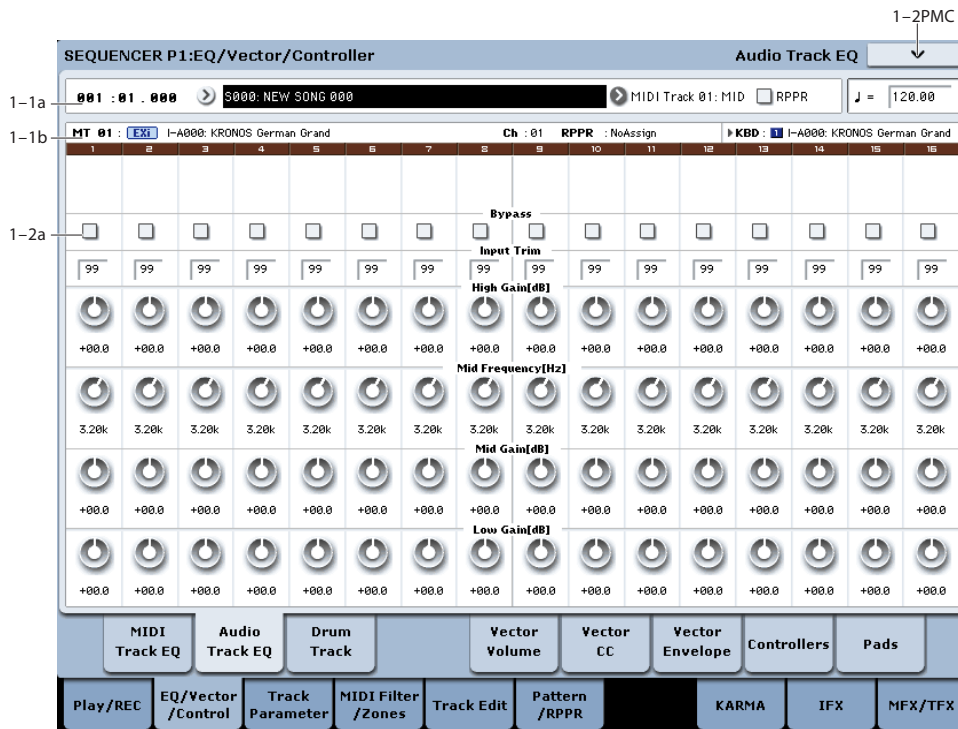 1–2PMC
SEQUENCER P1:EQ/Vector/Controller Audio Track EQ
1–1a 001 :01 . 000 S000: NEW SONG 000 MIDI Track 01: MID RPPR ♩ = 120.00
1–1b MT 01 : EXi I-A000: KRONOS German Grand Ch : 01 RPPR : NoAssign ▶KBD : 1 I-A000: KRONOS German Grand
1 2 3 4 5 6 7 8 9 10 11 12 13 14 15 16
Bypass
1–2a
Input Trim
99 99 99 99 99 99 99 99 99 99 99 99 99 99 99 99
High Gain[dB]
+00.0 +00.0 +00.0 +00.0 +00.0 +00.0 +00.0 +00.0 +00.0 +00.0 +00.0 +00.0 +00.0 +00.0 +00.0 +00.0
Mid Frequency[Hz]
3.20k 3.20k 3.20k 3.20k 3.20k 3.20k 3.20k 3.20k 3.20k 3.20k 3.20k 3.20k 3.20k 3.20k 3.20k 3.20k
Mid Gain[dB]
+00.0 +00.0 +00.0 +00.0 +00.0 +00.0 +00.0 +00.0 +00.0 +00.0 +00.0 +00.0 +00.0 +00.0 +00.0 +00.0
Low Gain[dB]
+00.0 +00.0 +00.0 +00.0 +00.0 +00.0 +00.0 +00.0 +00.0 +00.0 +00.0 +00.0 +00.0 +00.0 +00.0 +00.0
MIDI Audio Drum Vector Vector Vector
Track EQ Track EQ Track Volume CC Envelope Controllers Pads
Play/REC EQ/Vector Track MIDI Filter Track Edit Pattern KARMA IFX MFX/TFX
/Control Parameter /Zones /RPPR